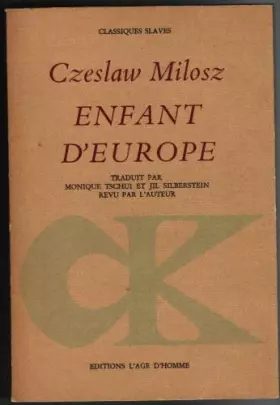 CLASSIQUES SLAVES
Czeslaw Milosz
ENFANT
D'EUROPE
TRADUIT PAR
MONIQUE TSCHUI ET JIL SILBERSTEIN
REVU PAR L'AUTEUR
CK
EDITIONS L'AGE D'HOMME